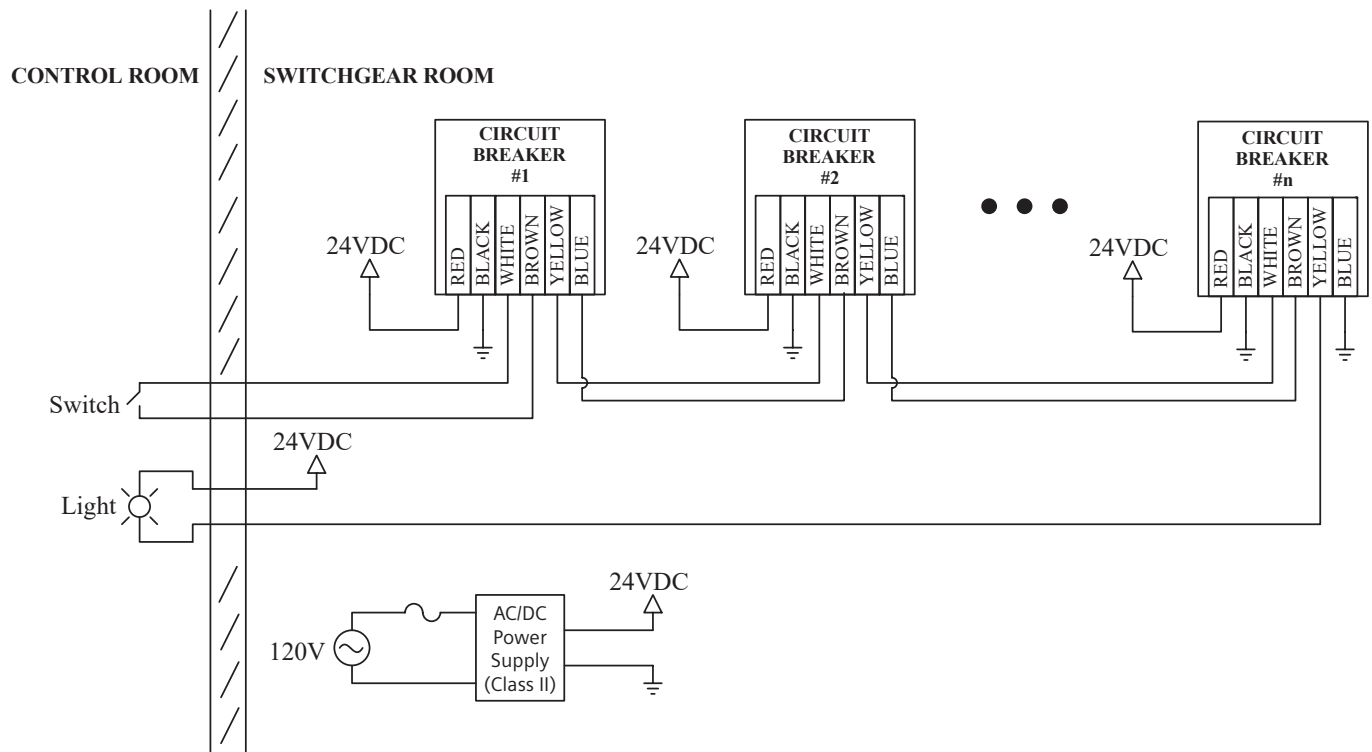 CONTROL ROOM
SWITCHGEAR ROOM
CIRCUIT
BREAKER
#1
RED
BLACK
WHITE
BROWN
YELLOW
BLUE
24VDC
CIRCUIT
BREAKER
#2
RED
BLACK
WHITE
BROWN
YELLOW
BLUE
24VDC
CIRCUIT
BREAKER
#n
RED
BLACK
WHITE
BROWN
YELLOW
BLUE
24VDC
Switch
24VDC
Light
24VDC
120V
AC/DC
Power
Supply
(Class II)